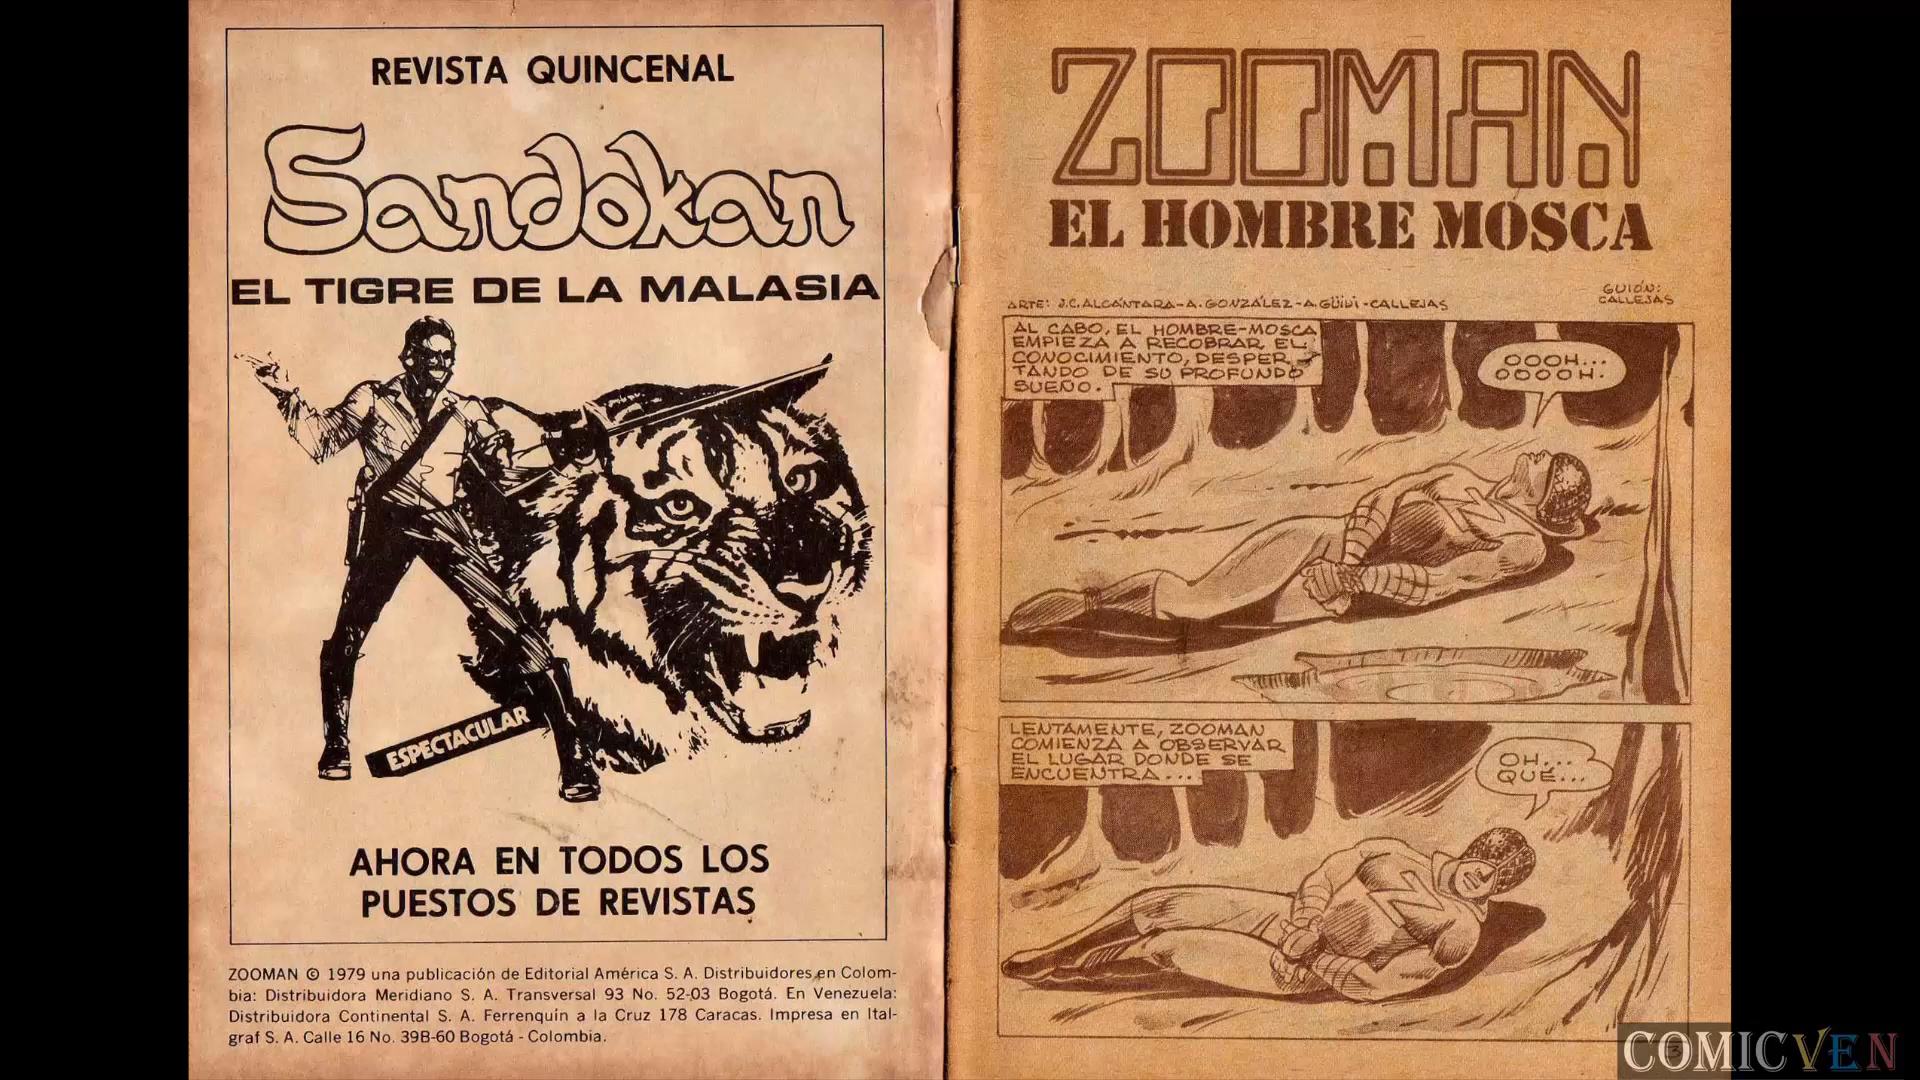 REVISTA QUINCENAL
Sandokan
EL TIGRE DE LA MALASIA
ESPECTACULAR
AHORA EN TODOS LOS
PUESTOS DE REVISTAS
ZOOMAN © 1979 una publicación de Editorial América S. A. Distribuidores en Colom-
bia: Distribuidora Meridiano S. A. Transversal 93 No. 52-03 Bogotá. En Venezuela:
Distribuidora Continental S. A. Ferrenquín a la Cruz 178 Caracas. Impresa en Ital-
graf S. A. Calle 16 No. 39B-60 Bogotá - Colombia.
ZOOMAN
EL HOMBRE MOSCA
ARTE: J.C. ALCÁNTARA - A. GONZÁLEZ - A. GÜIDI - CALLEJAS
GUIÓN:
CALLEJAS
AL CABO, EL HOMBRE-MOSCA
EMPIEZA A RECOBRAR EL
CONOCIMIENTO, DESPER-
TANDO DE SU PROFUNDO
SUEÑO.
OOOH...
OOOOH.
LENTAMENTE, ZOOMAN
COMIENZA A OBSERVAR
EL LUGAR DONDE SE
ENCUENTRA...
OH...
QUÉ...
3
COMICVEN